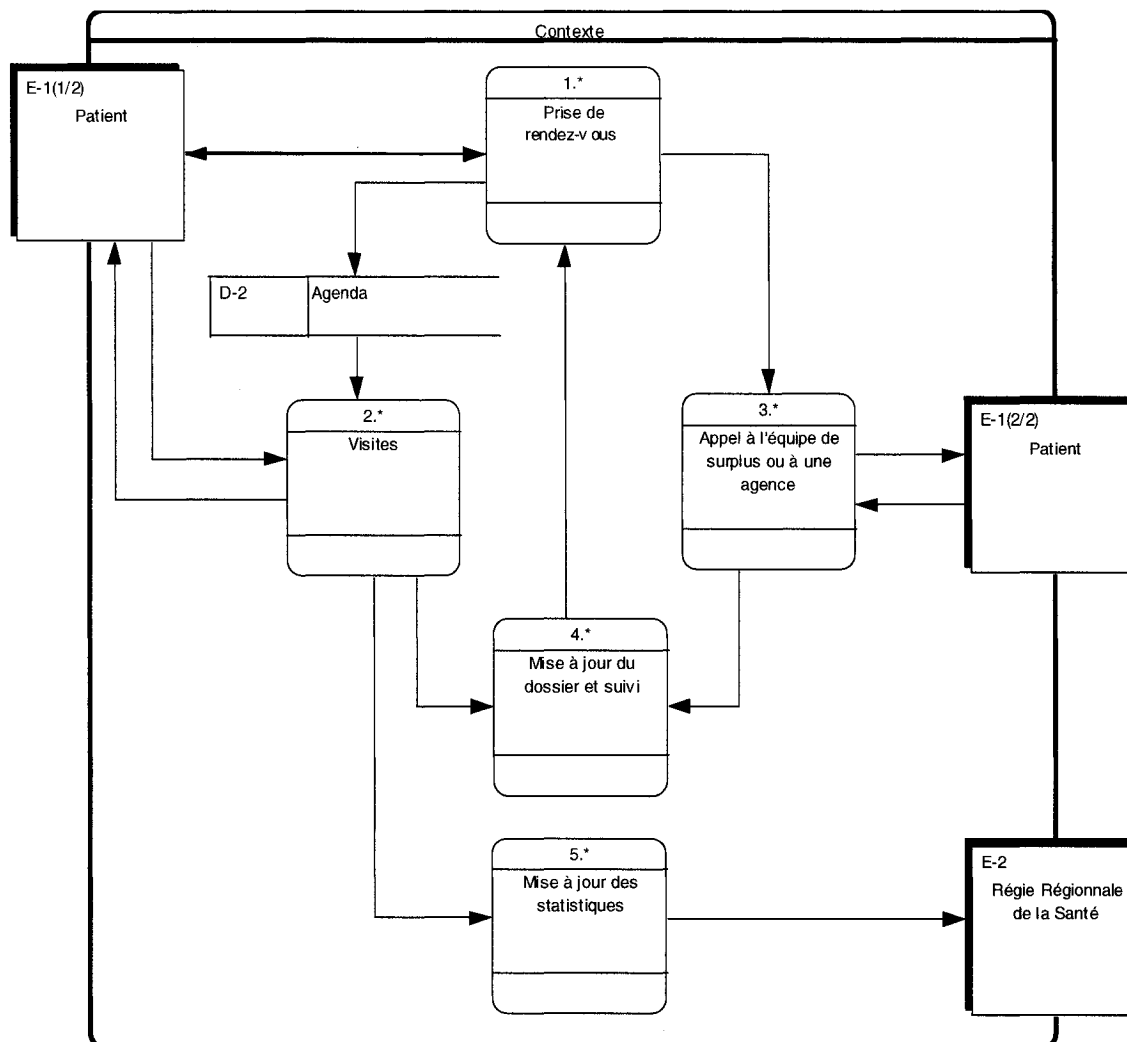 Contexte
E-1(1/2)
Patient
1.*
Prise de
rendez-v ous
D-2
Agenda
2.*
Visites
3.*
Appel à l'équipe de
surplus ou à une
agence
E-1(2/2)
Patient
4.*
Mise à jour du
dossier et suivi
5.*
Mise à jour des
statistiques
E-2
Régie Régionnale
de la Santé